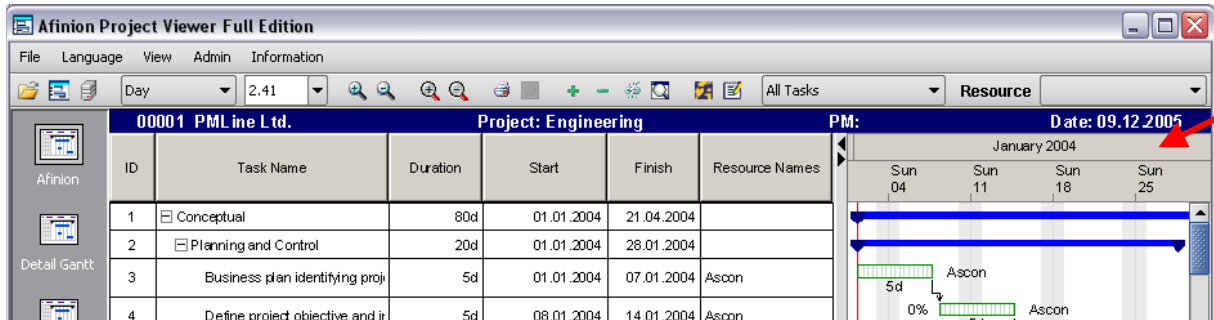 Afinion Project Viewer Full Edition
File Language View Admin Information
Day 2.41 All Tasks Resource
00001 PMLine Ltd. Project: Engineering PM: Date: 09.12.2005
January 2004
ID Task Name Duration Start Finish Resource Names Sun Sun Sun Sun
04 11 18 25
Afinion
1 Conceptual 80d 01.01.2004 21.04.2004
2 Planning and Control 20d 01.01.2004 28.01.2004
Detail Gantt
3 Business plan identifying proj 5d 01.01.2004 07.01.2004 Ascon Ascon
5d
4 Define project objective and 5d 08.01.2004 14.01.2004 Ascon 0% Ascon